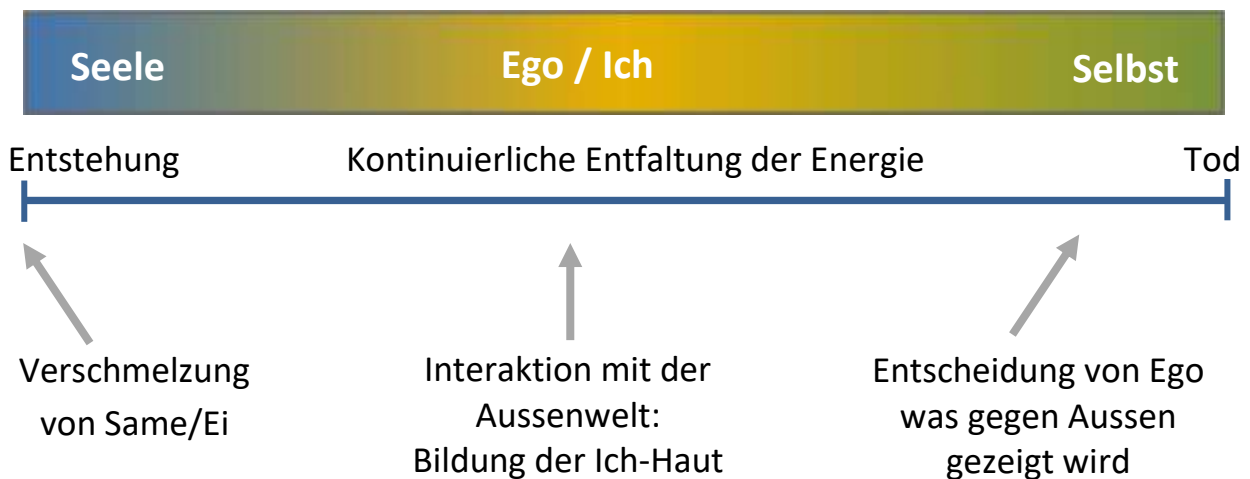 Seele Ego / Ich Selbst
Entstehung Kontinuierliche Entfaltung der Energie Tod
Verschmelzung
von Same/Ei
Interaktion mit der
Aussenwelt:
Bildung der Ich-Haut
Entscheidung von Ego
was gegen Aussen
gezeigt wird